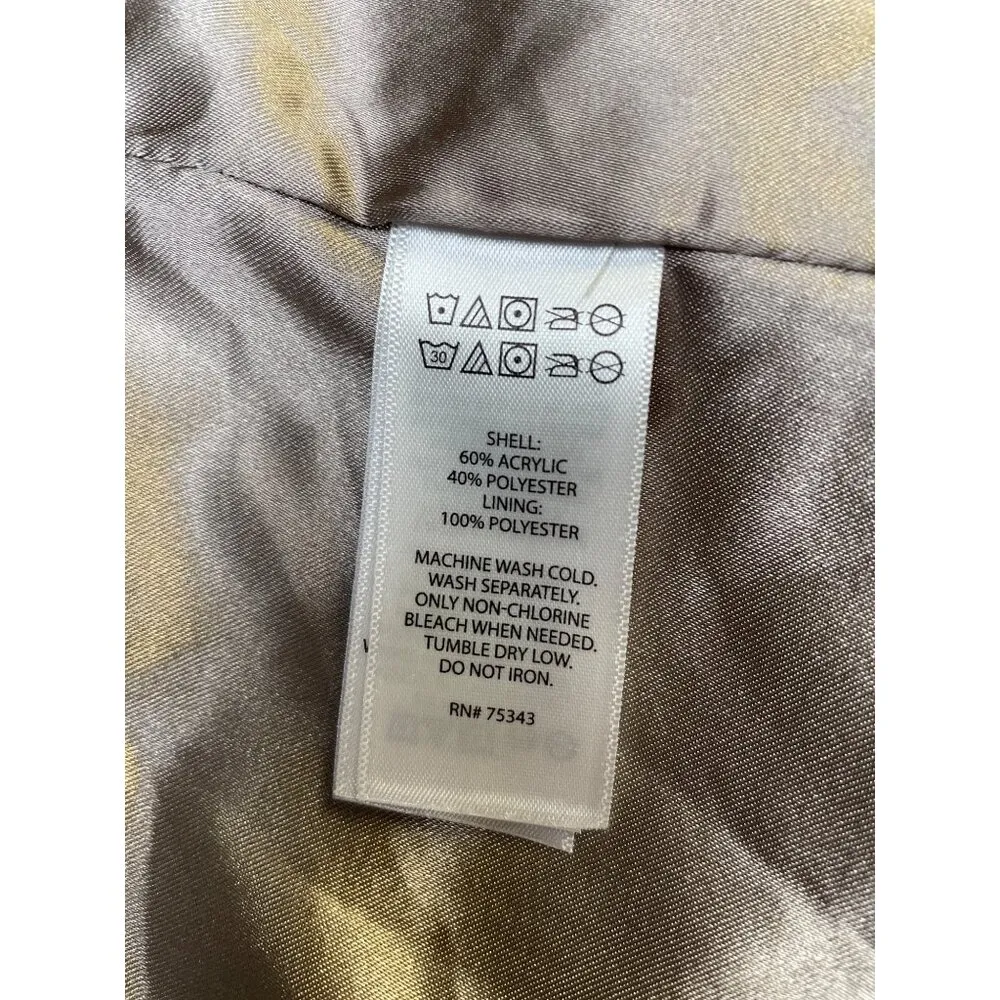 30
SHELL:
60% ACRYLIC
40% POLYESTER
LINING:
100% POLYESTER
MACHINE WASH COLD.
WASH SEPARATELY.
ONLY NON-CHLORINE
BLEACH WHEN NEEDED.
TUMBLE DRY LOW.
DO NOT IRON.
RN# 75343